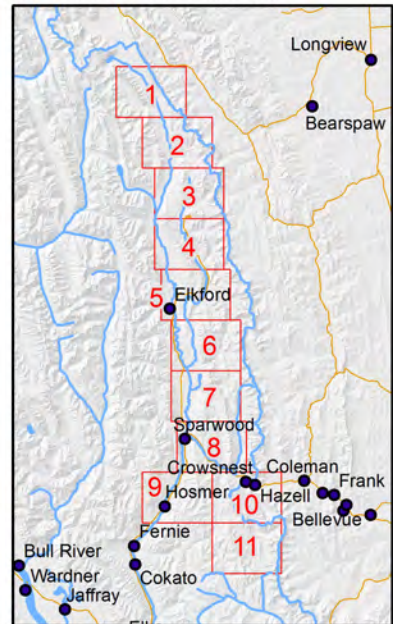 Longview
1
Bearspaw
2
3
4
5
Elkford
6
7
Sparwood
8
Crowsnest
Coleman
Frank
9
Hosmer
10
Hazell
Bellevue
Fernie
11
Bull River
Cokato
Wardner
Jaffray